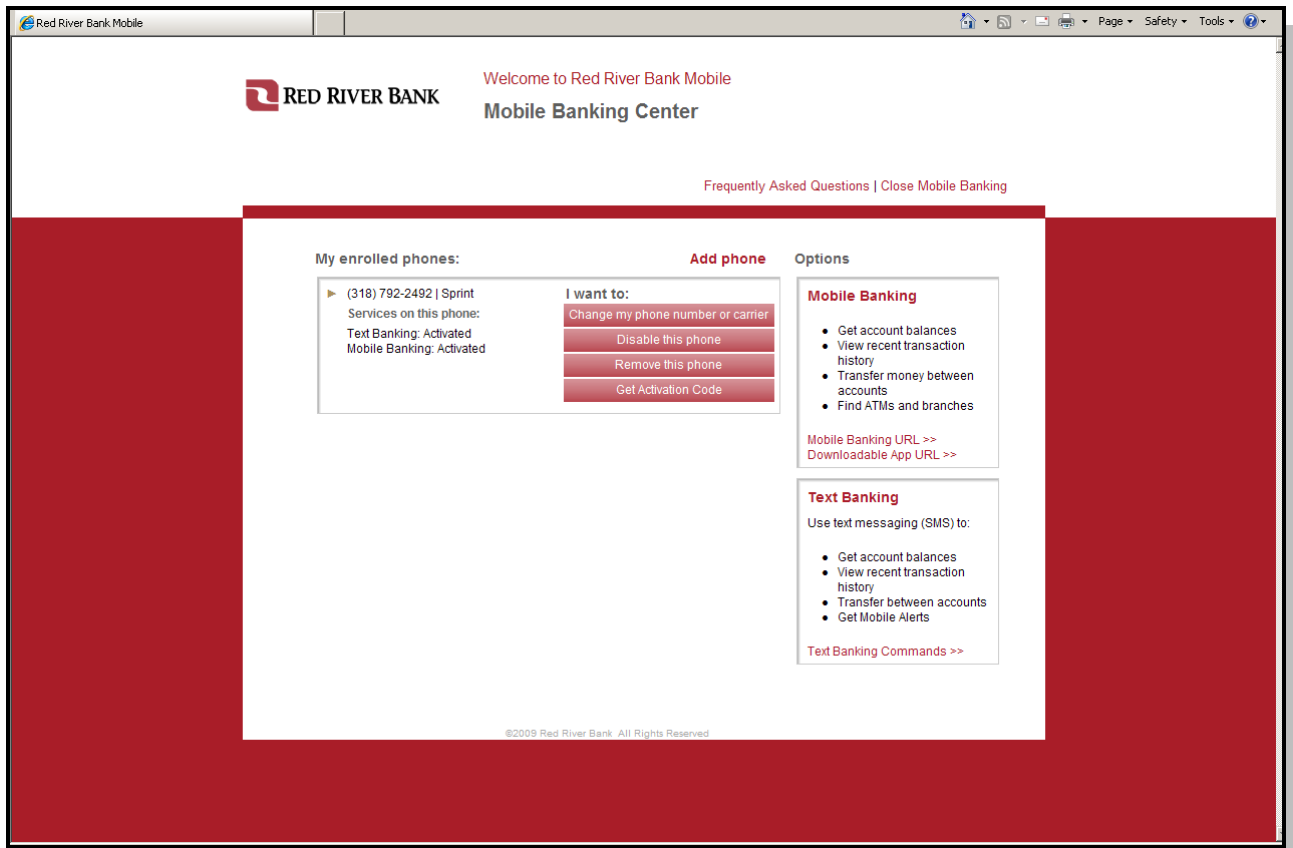 Red River Bank Mobile
Page
Safety
Tools
RED RIVER BANK
Welcome to Red River Bank Mobile
Mobile Banking Center
Frequently Asked Questions | Close Mobile Banking
My enrolled phones:
Add phone
(318) 792-2492 | Sprint
Services on this phone:
Text Banking: Activated
Mobile Banking: Activated
I want to:
Change my phone number or carrier
Disable this phone
Remove this phone
Get Activation Code
Options
Mobile Banking
• Get account balances
• View recent transaction
history
• Transfer money between
accounts
• Find ATMs and branches
Mobile Banking URL >>
Downloadable App URL >>
Text Banking
Use text messaging (SMS) to:
• Get account balances
• View recent transaction
history
• Transfer between accounts
• Get Mobile Alerts
Text Banking Commands >>
©2009 Red River Bank All Rights Reserved